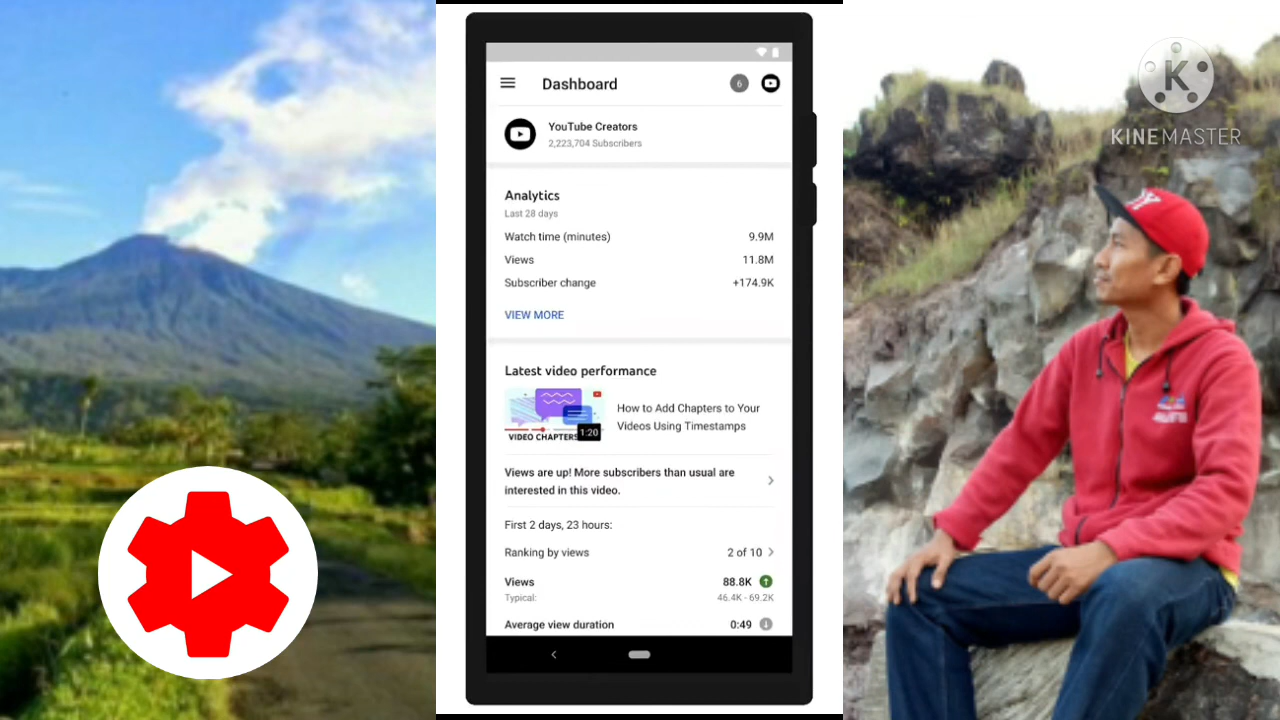 Dashboard
6
YouTube Creators
2,223,704 Subscribers
Analytics
Last 28 days
Watch time (minutes) 9.9M
Views 11.8M
Subscriber change +174.9K
VIEW MORE
Latest video performance
How to Add Chapters to Your
Videos Using Timestamps
1:20
VIDEO CHAPTERS
Views are up! More subscribers than usual are
interested in this video.
First 2 days, 23 hours:
Ranking by views 2 of 10
Views 88.8K
Typical: 46.4K - 69.2K
Average view duration 0:49
K
KINEMASTER